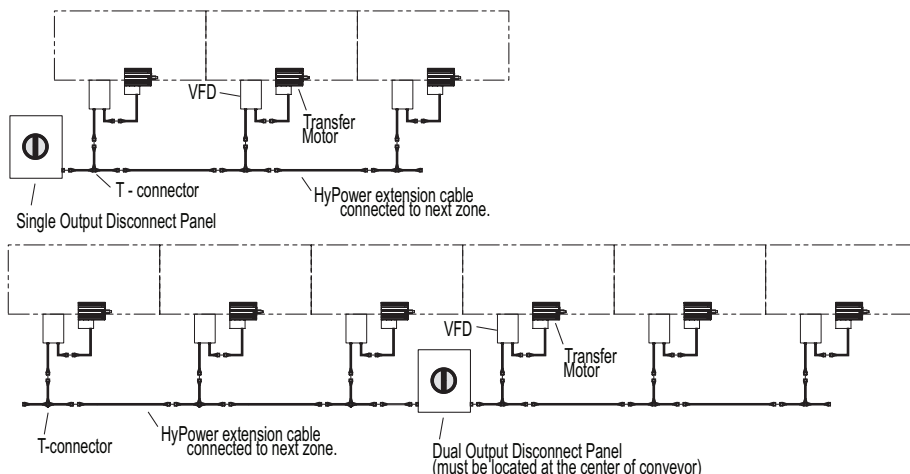 VFD
Transfer
Motor
T - connector
HyPower extension cable
connected to next zone.
Single Output Disconnect Panel
VFD
Transfer
Motor
T-connector
HyPower extension cable
connected to next zone.
Dual Output Disconnect Panel
(must be located at the center of conveyor)